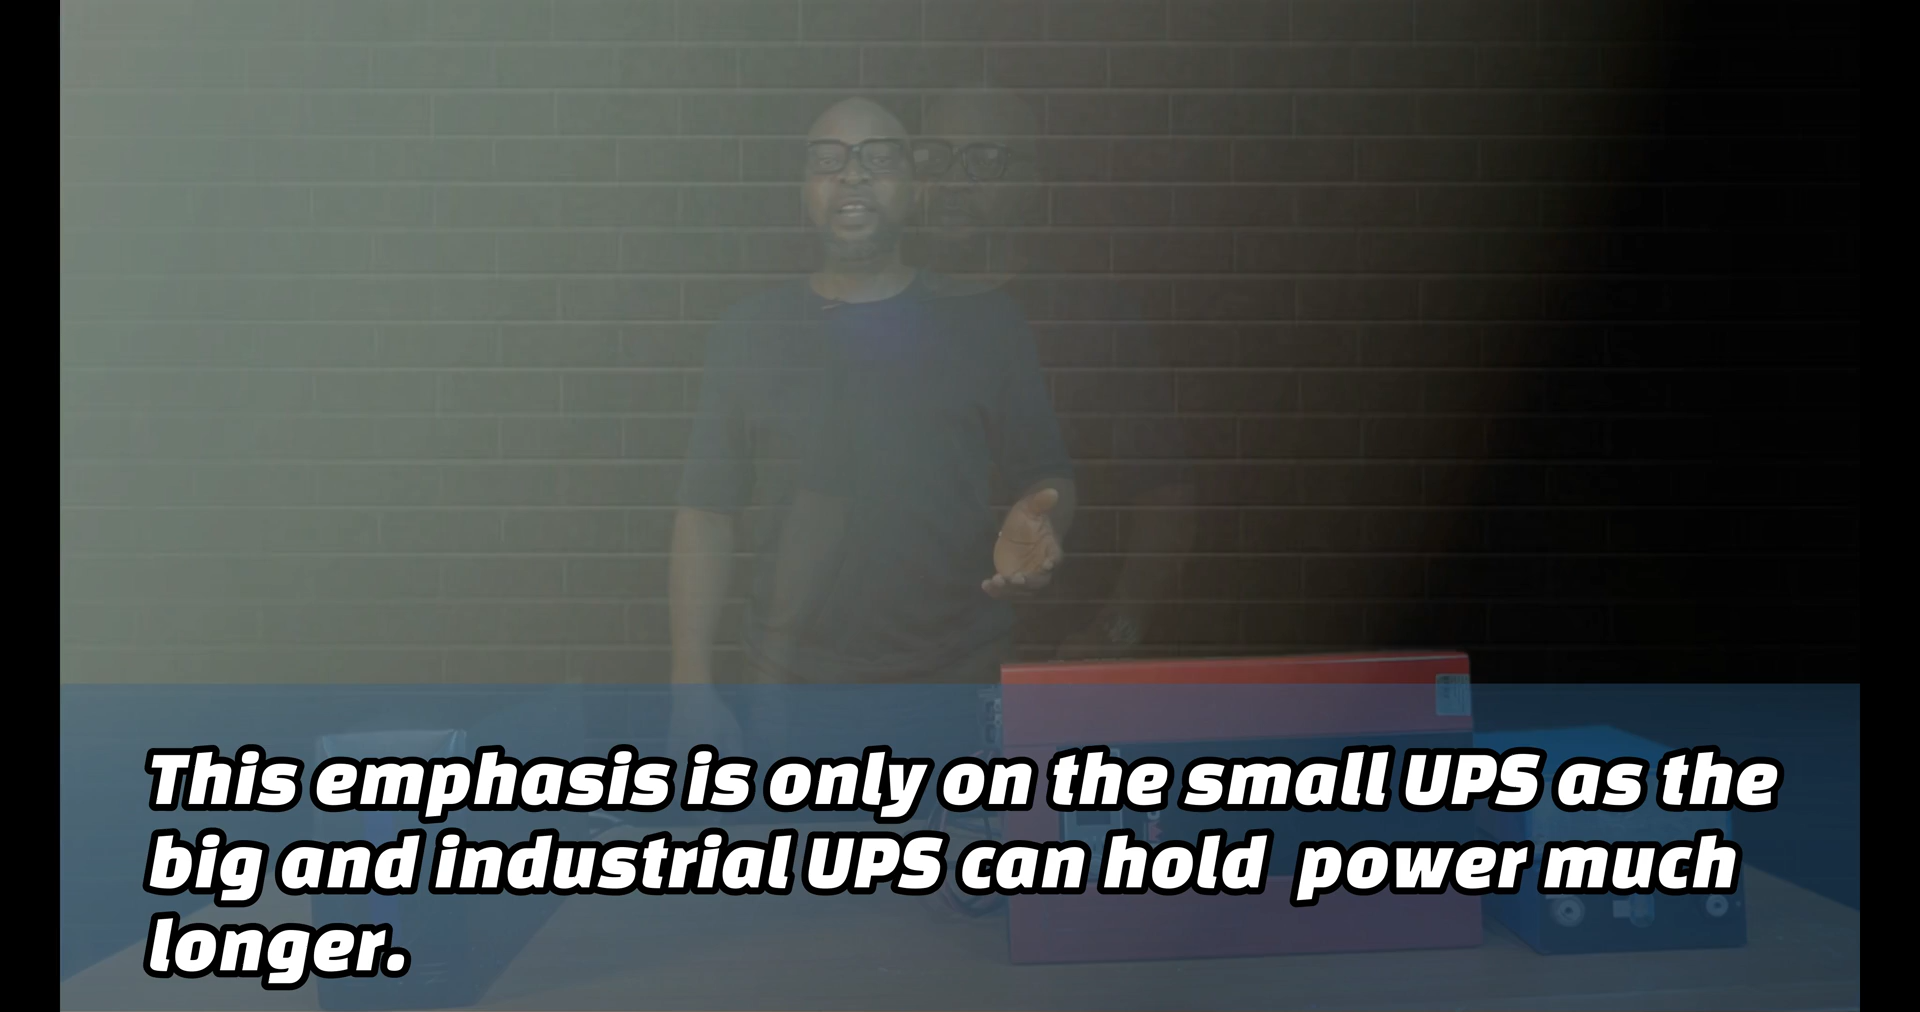 This emphasis is only on the small UPS as the
big and industrial UPS can hold  power much
longer.